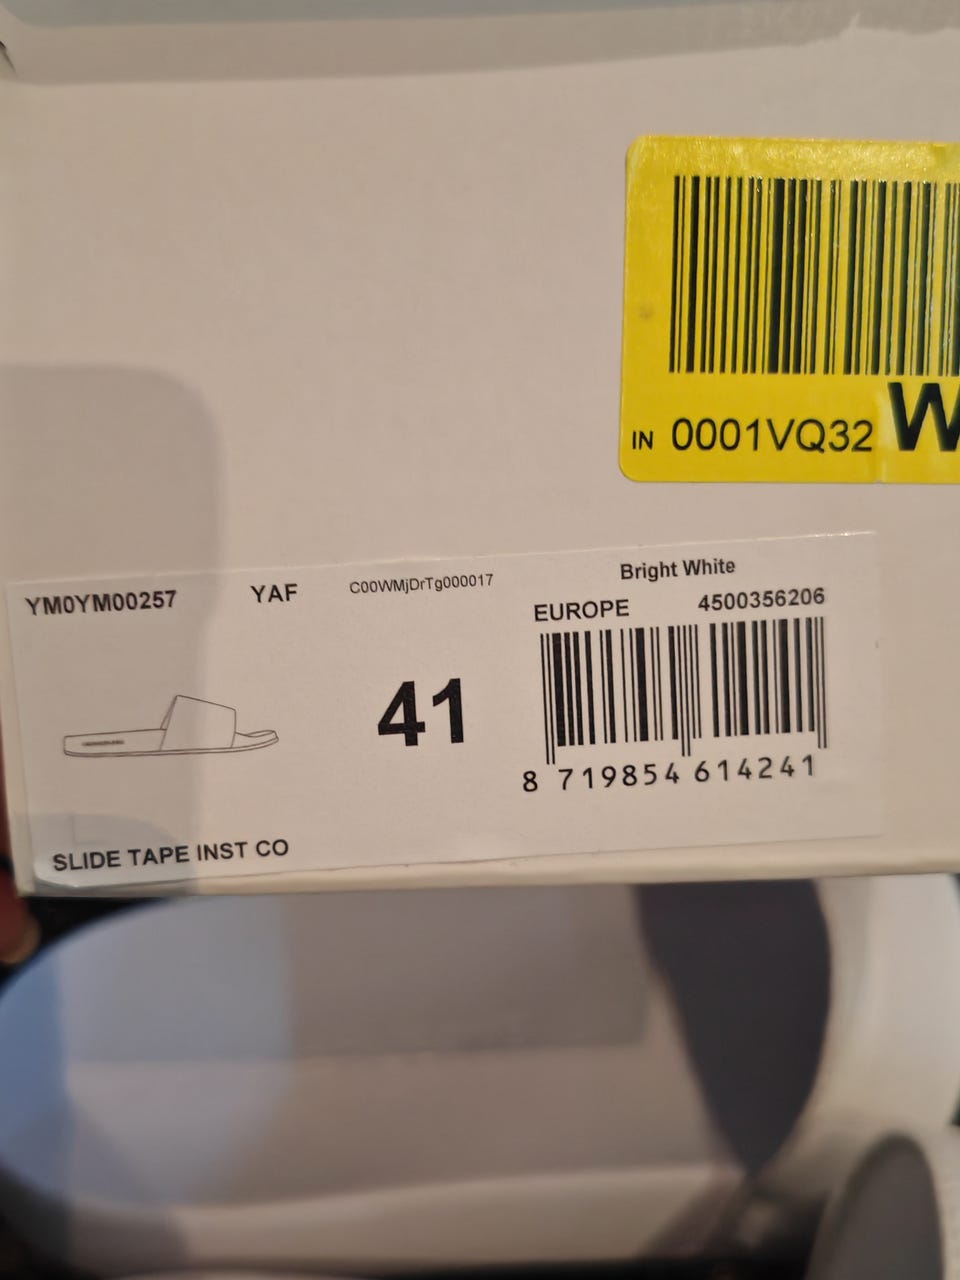 IN 0001VQ32 W
YM0YM00257 YAF C00WMjDrTg000017 Bright White
EUROPE 4500356206
41
8 719854 614241
SLIDE TAPE INST CO